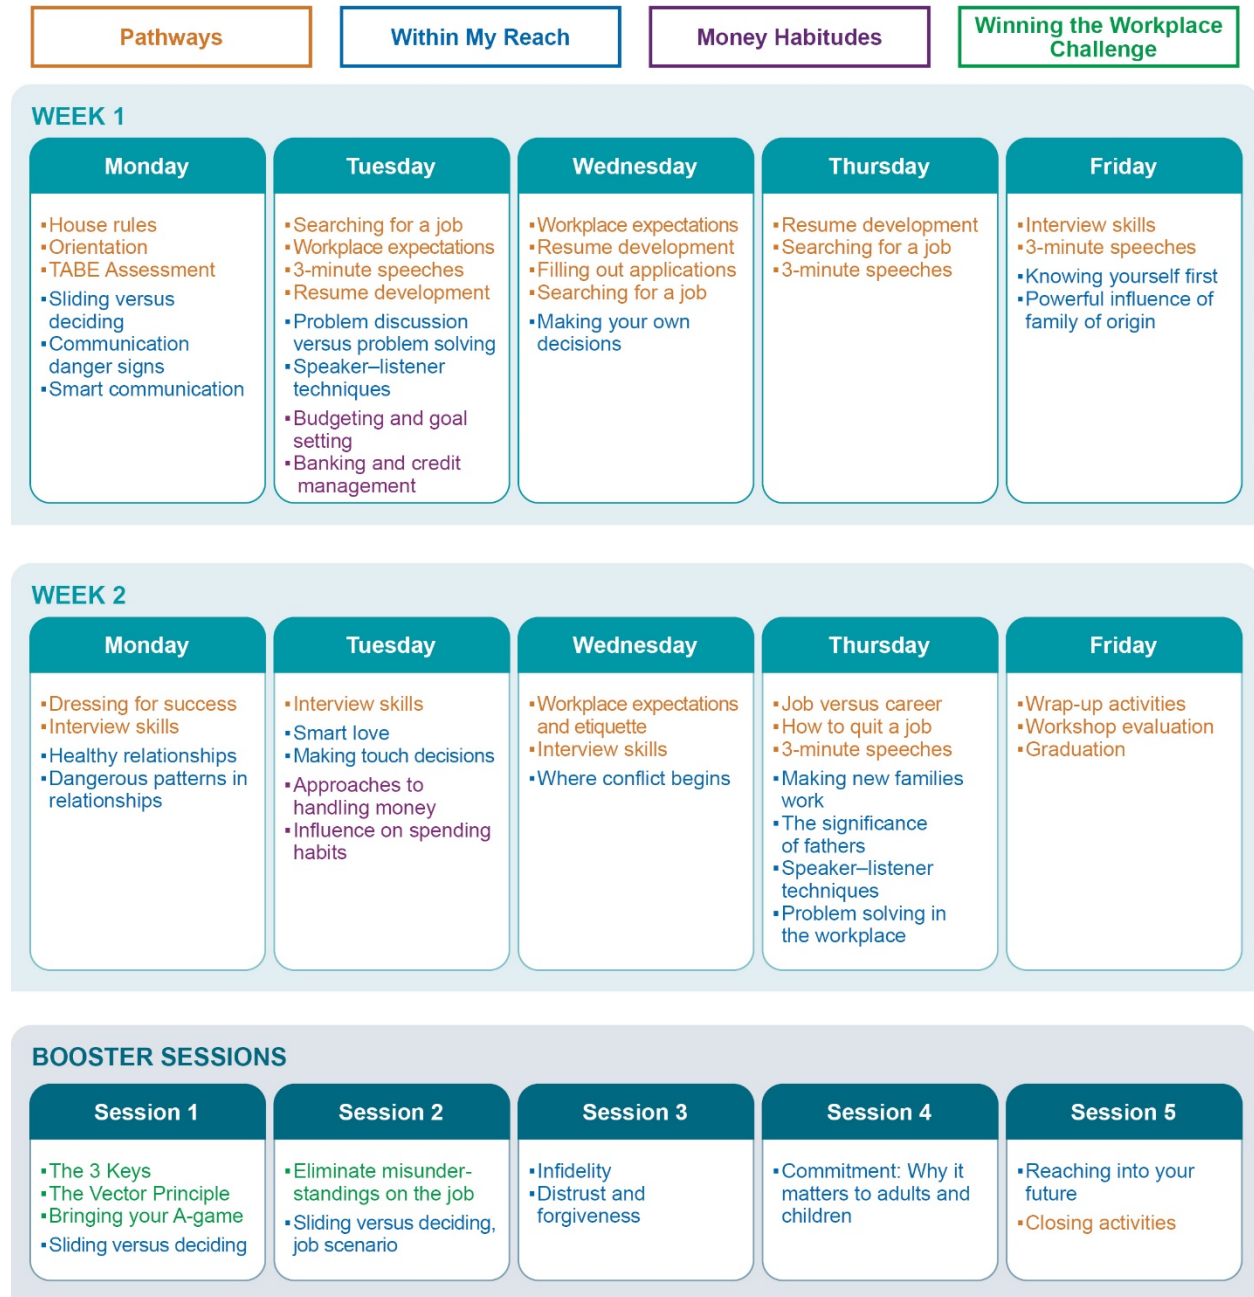 Pathways
Within My Reach
Money Habitudes
Winning the Workplace
Challenge
WEEK 1
Monday
▪House rules
▪Orientation
▪TABE Assessment
▪Sliding versus
deciding
▪Communication
danger signs
▪Smart communication
Tuesday
▪Searching for a job
▪Workplace expectations
▪3-minute speeches
▪Resume development
▪Problem discussion
versus problem solving
▪Speaker–listener
techniques
▪Budgeting and goal
setting
▪Banking and credit
management
Wednesday
▪Workplace expectations
▪Resume development
▪Filling out applications
▪Searching for a job
▪Making your own
decisions
Thursday
▪Resume development
▪Searching for a job
▪3-minute speeches
Friday
▪Interview skills
▪3-minute speeches
▪Knowing yourself first
▪Powerful influence of
family of origin
WEEK 2
Monday
▪Dressing for success
▪Interview skills
▪Healthy relationships
▪Dangerous patterns in
relationships
Tuesday
▪Interview skills
▪Smart love
▪Making touch decisions
▪Approaches to
handling money
▪Influence on spending
habits
Wednesday
▪Workplace expectations
and etiquette
▪Interview skills
▪Where conflict begins
Thursday
▪Job versus career
▪How to quit a job
▪3-minute speeches
▪Making new families
work
▪The significance
of fathers
▪Speaker–listener
techniques
▪Problem solving in
the workplace
Friday
▪Wrap-up activities
▪Workshop evaluation
▪Graduation
BOOSTER SESSIONS
Session 1
▪The 3 Keys
▪The Vector Principle
▪Bringing your A-game
▪Sliding versus deciding
Session 2
▪Eliminate misunder-
standings on the job
▪Sliding versus deciding,
job scenario
Session 3
▪Infidelity
▪Distrust and
forgiveness
Session 4
▪Commitment: Why it
matters to adults and
children
Session 5
▪Reaching into your
future
▪Closing activities